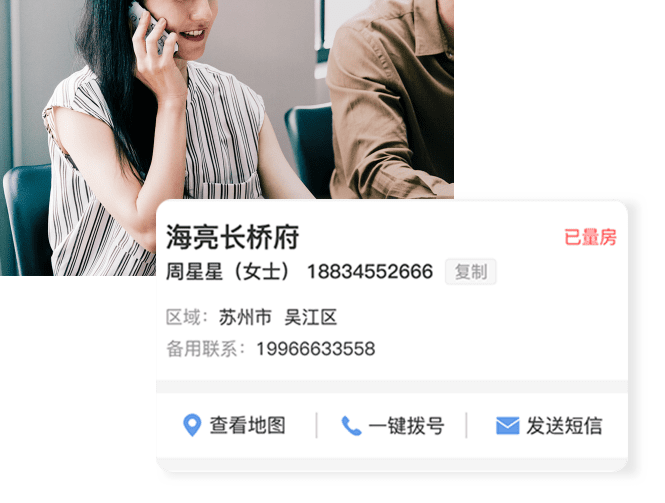 海亮长桥府 已量房
周星星（女士） 18834552666 复制
区域：苏州市 吴江区
备用联系：19966633558
查看地图 一键拨号 发送短信